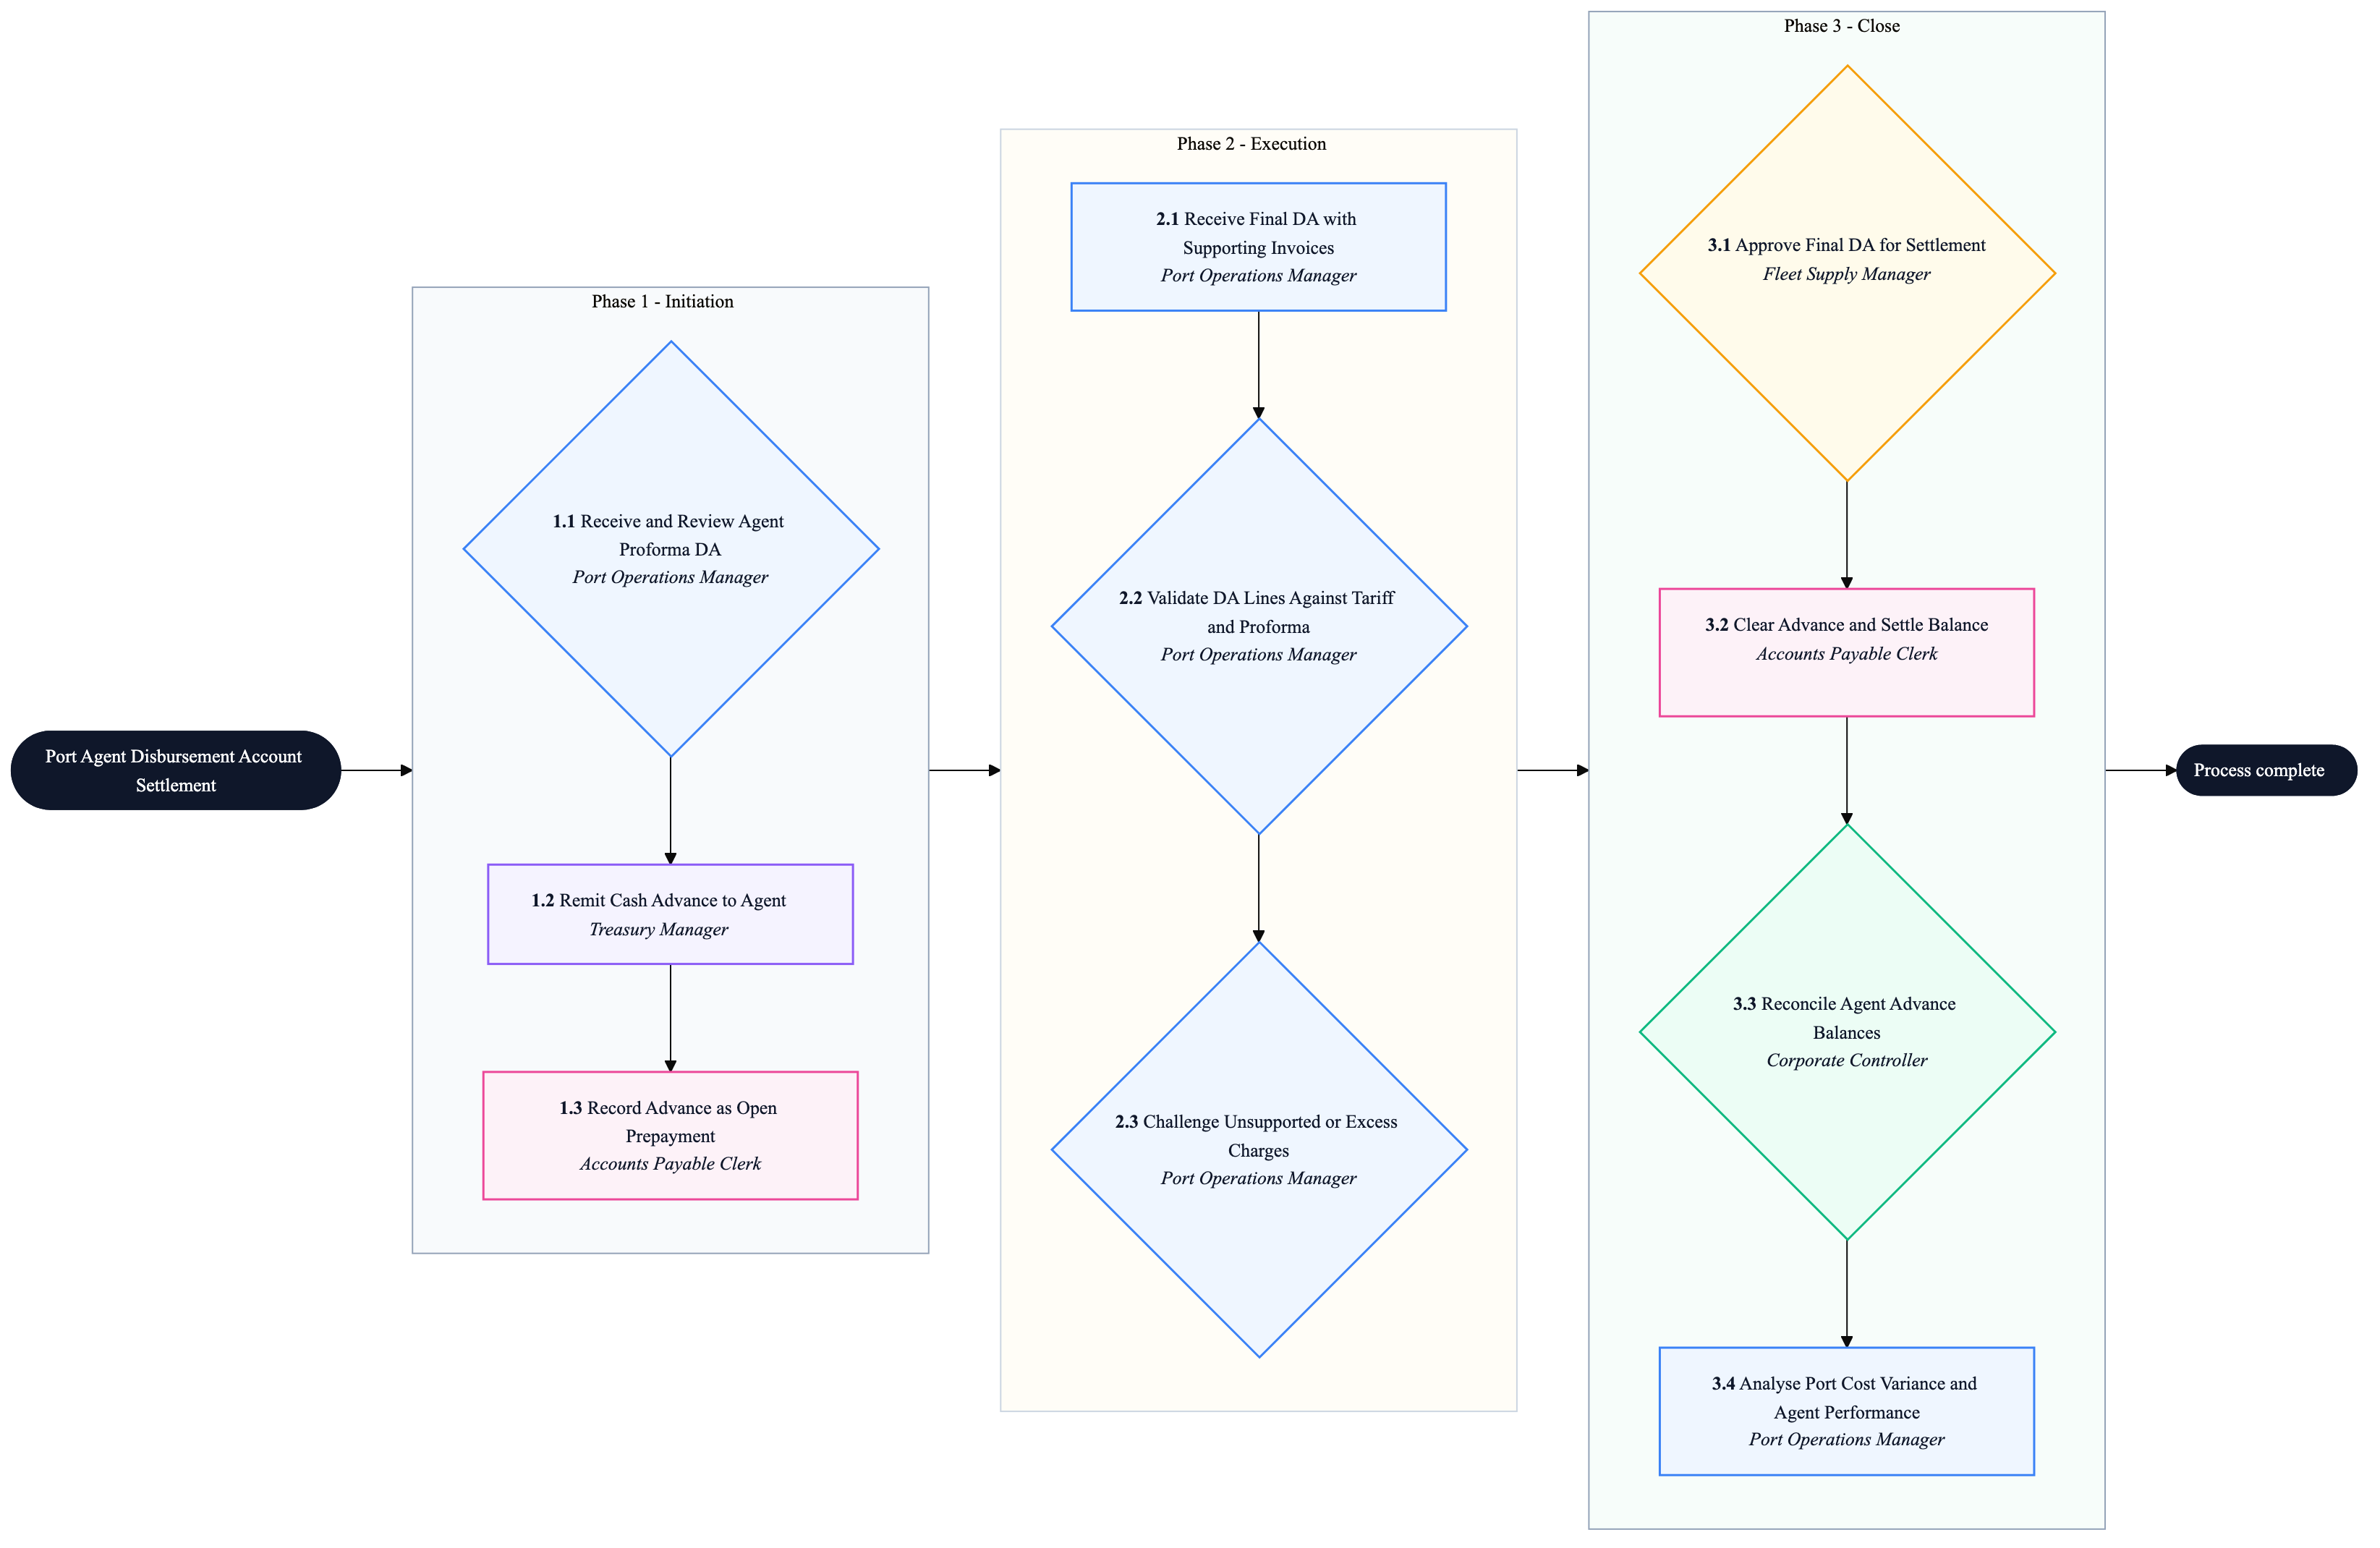 Port Agent Disbursement Account
Settlement
Phase 1 - Initiation
1.1 Receive and Review Agent
Proforma DA
Port Operations Manager
1.2 Remit Cash Advance to Agent
Treasury Manager
1.3 Record Advance as Open
Prepayment
Accounts Payable Clerk
Phase 2 - Execution
2.1 Receive Final DA with
Supporting Invoices
Port Operations Manager
2.2 Validate DA Lines Against Tariff
and Proforma
Port Operations Manager
2.3 Challenge Unsupported or Excess
Charges
Port Operations Manager
Phase 3 - Close
3.1 Approve Final DA for Settlement
Fleet Supply Manager
3.2 Clear Advance and Settle Balance
Accounts Payable Clerk
3.3 Reconcile Agent Advance
Balances
Corporate Controller
3.4 Analyse Port Cost Variance and
Agent Performance
Port Operations Manager
Process complete